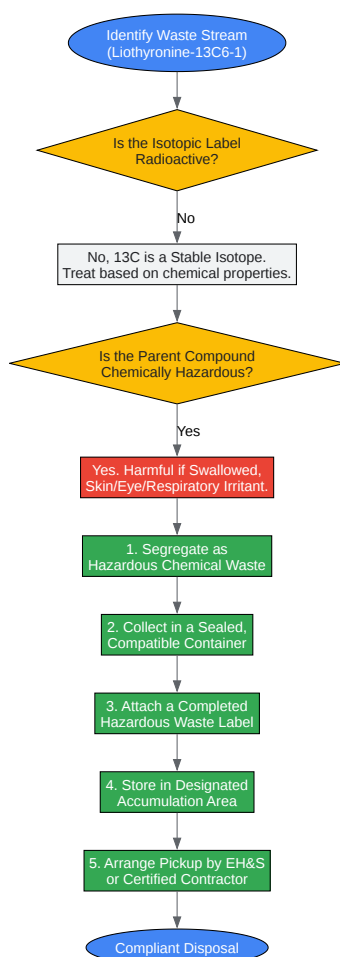 Identify Waste Stream
(Liothyronine-13C6-1)
Is the Isotopic Label
Radioactive?
No
No, 13C is a Stable Isotope.
Treat based on chemical properties.
Is the Parent Compound
Chemically Hazardous?
Yes
Yes. Harmful if Swallowed,
Skin/Eye/Respiratory Irritant.
1. Segregate as
Hazardous Chemical Waste
2. Collect in a Sealed,
Compatible Container
3. Attach a Completed
Hazardous Waste Label
4. Store in Designated
Accumulation Area
5. Arrange Pickup by EH&S
or Certified Contractor
Compliant Disposal